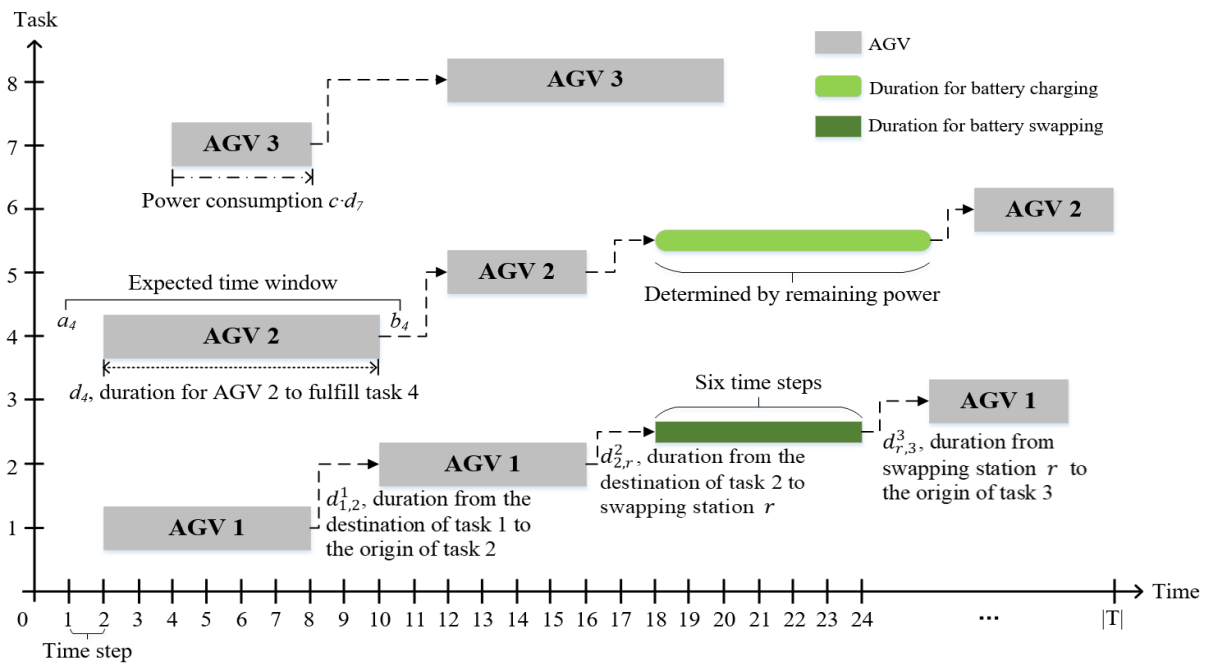 Task
AGV
Duration for battery charging
Duration for battery swapping
8
AGV 3
7
AGV 3
Power consumption c·d₇
6
AGV 2
5
AGV 2
Determined by remaining power
Expected time window
a₄
b₄
4
AGV 2
d₄, duration for AGV 2 to fulfill task 4
Six time steps
3
AGV 1
d³ᵣ,₃, duration from
swapping station r to
the origin of task 3
2
AGV 1
d²₂,ᵣ, duration from the
destination of task 2 to
swapping station r
d¹₁,₂, duration from the
destination of task 1 to
the origin of task 2
1
AGV 1
Time
0 1 2 3 4 5 6 7 8 9 10 11 12 13 14 15 16 17 18 19 20 21 22 23 24 ... |T|
Time step